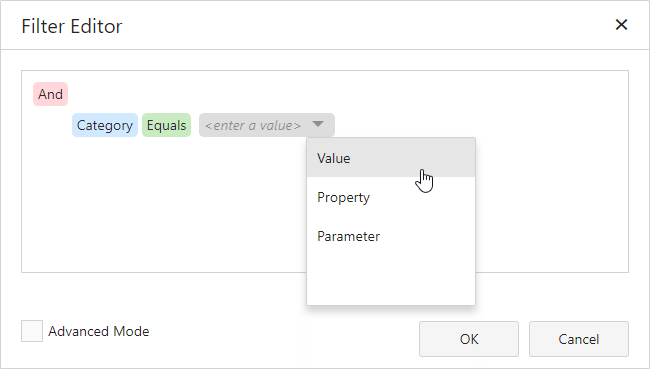 Filter Editor
And
Category Equals <enter a value>
Value
Property
Parameter
Advanced Mode
OK Cancel